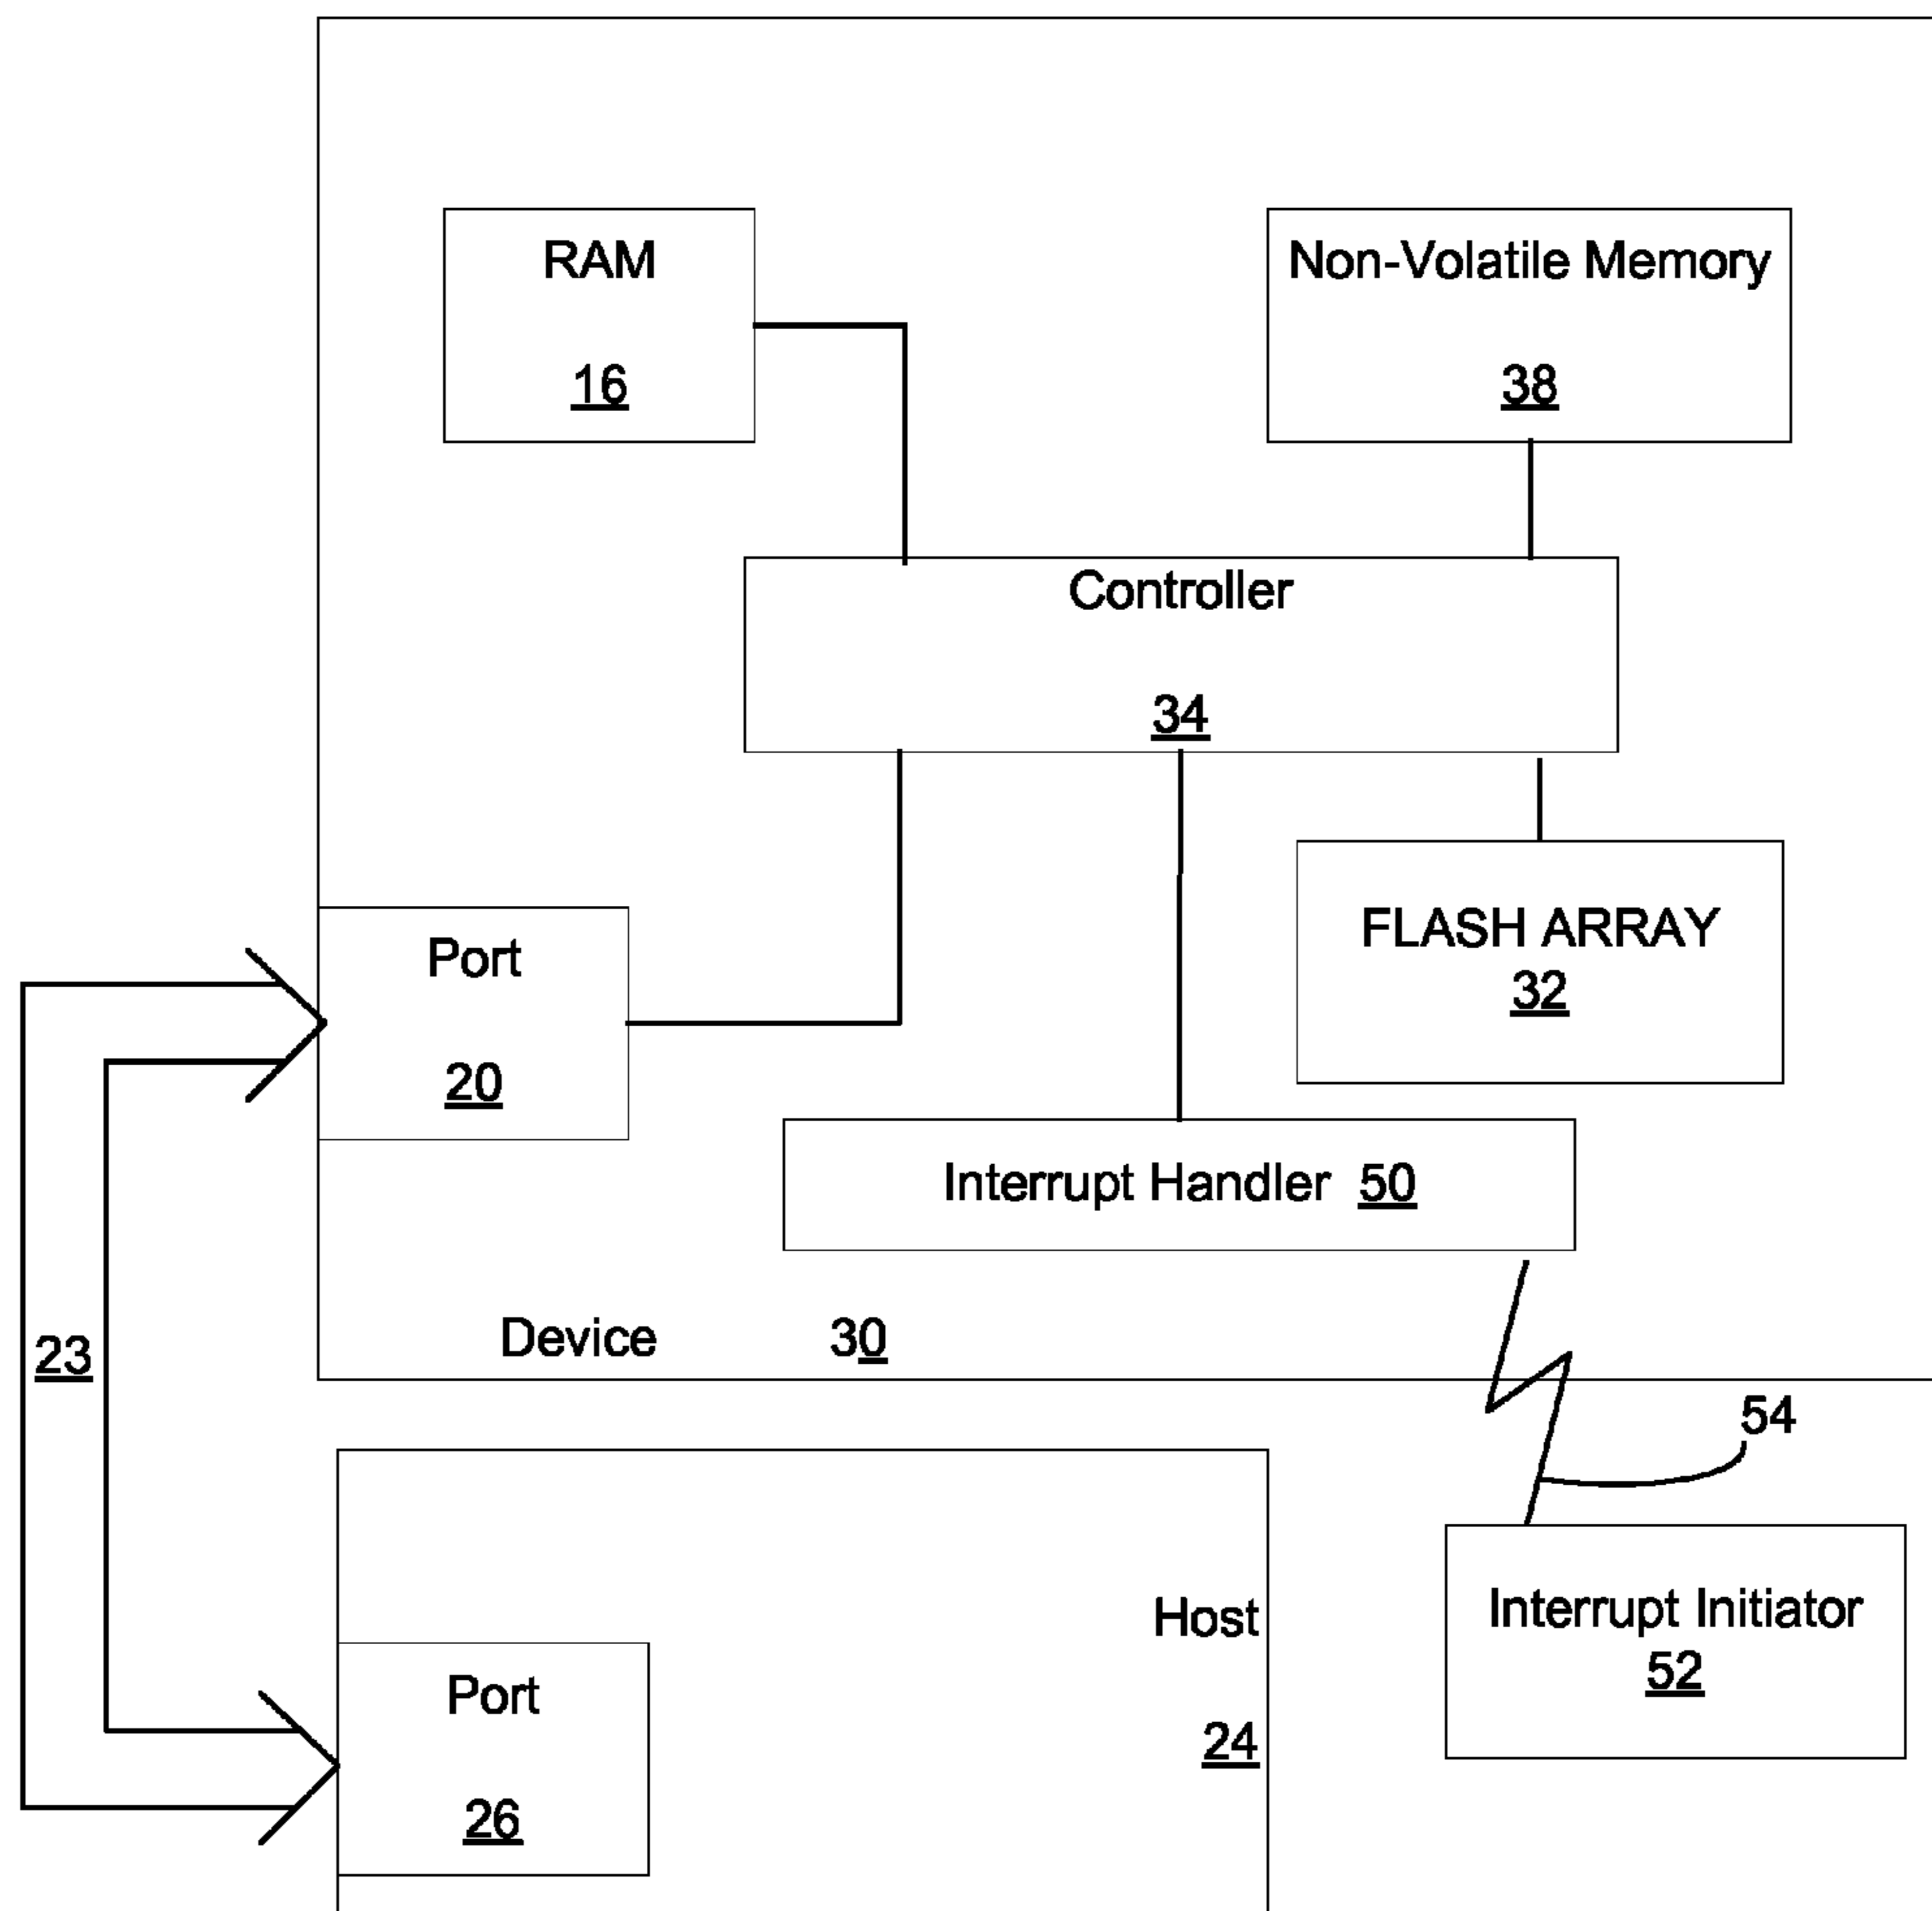 RAM
16
Non-Volatile Memory
38
Controller
34
Port
20
FLASH ARRAY
32
Interrupt Handler 50
Device 30
23
54
Host
24
Port
26
Interrupt Initiator
52